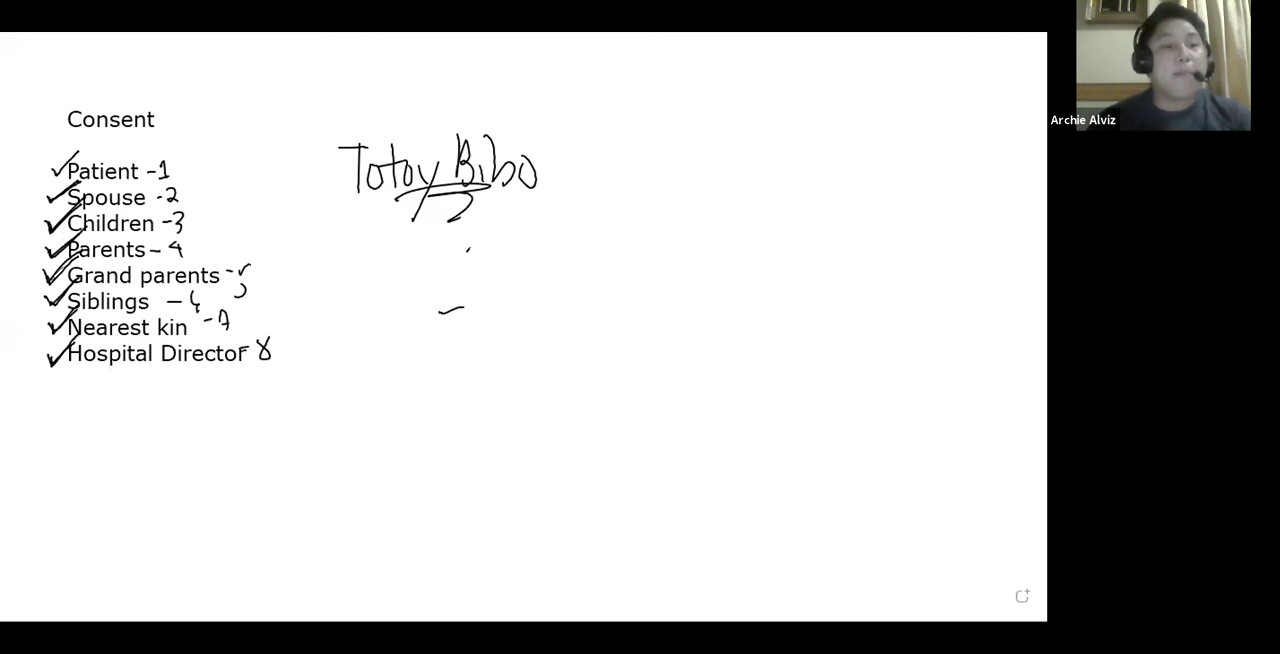 Consent
Patient -1
Spouse -2
Children -3
Parents - 4
Grand parents -5
Siblings - 6
Nearest kin -7
Hospital Director 8
Totoy Bibo
Archie Alviz